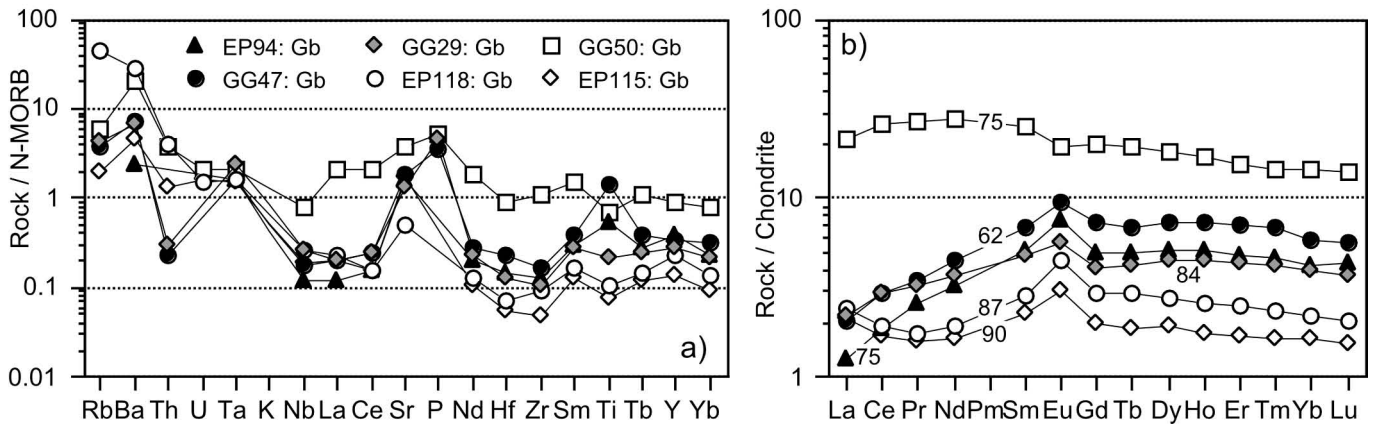 100
10
1
0.1
0.01
Rock / N-MORB
EP94: Gb GG29: Gb GG50: Gb
GG47: Gb EP118: Gb EP115: Gb
a)
Rb Ba Th U Ta K Nb La Ce Sr P Nd Hf Zr Sm Ti Tb Y Yb
100
10
1
Rock / Chondrite
b)
75
62
84
87
90
75
La Ce Pr Nd Pm Sm Eu Gd Tb Dy Ho Er Tm Yb Lu